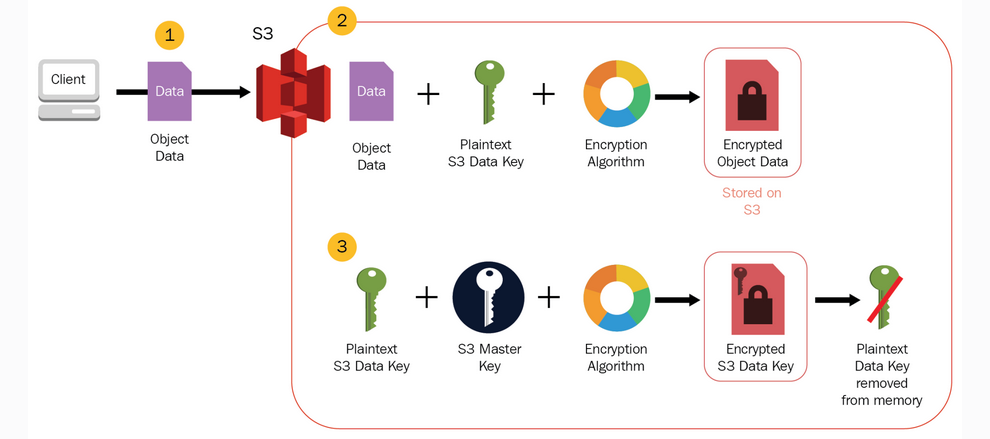 1
S3
2
Client
Data
Object
Data
Data
Object
Data
Plaintext
S3 Data Key
Encryption
Algorithm
Encrypted
Object Data
Stored on
S3
3
Plaintext
S3 Data Key
S3 Master
Key
Encryption
Algorithm
Encrypted
S3 Data Key
Plaintext
Data Key
removed
from memory